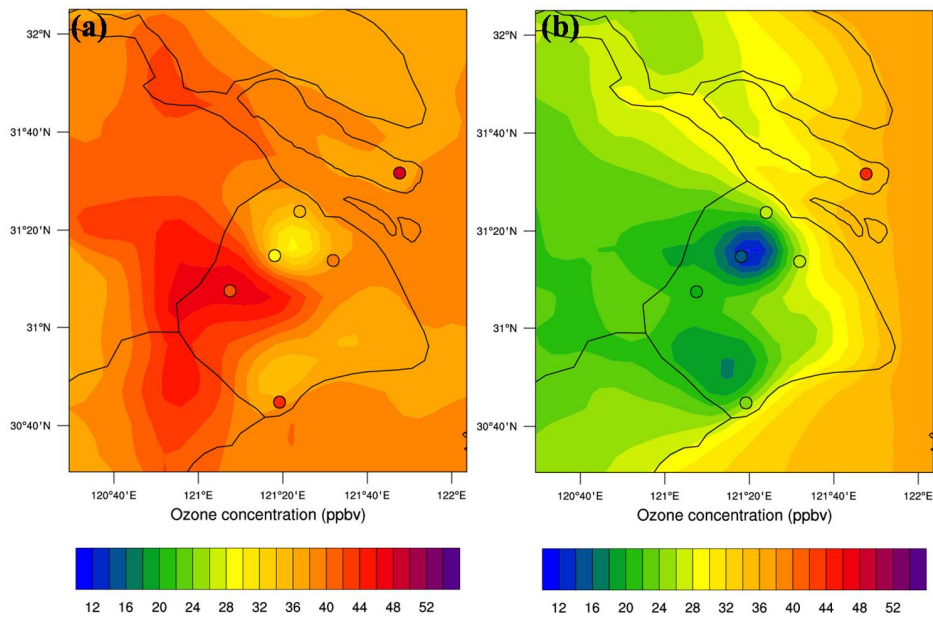 (a)
32°N
31°40'N
31°20'N
31°N
30°40'N
120°40'E 121°E 121°20'E 121°40'E 122°E
Ozone concentration (ppbv)
12 16 20 24 28 32 36 40 44 48 52
(b)
32°N
31°40'N
31°20'N
31°N
30°40'N
120°40'E 121°E 121°20'E 121°40'E 122°E
Ozone concentration (ppbv)
12 16 20 24 28 32 36 40 44 48 52